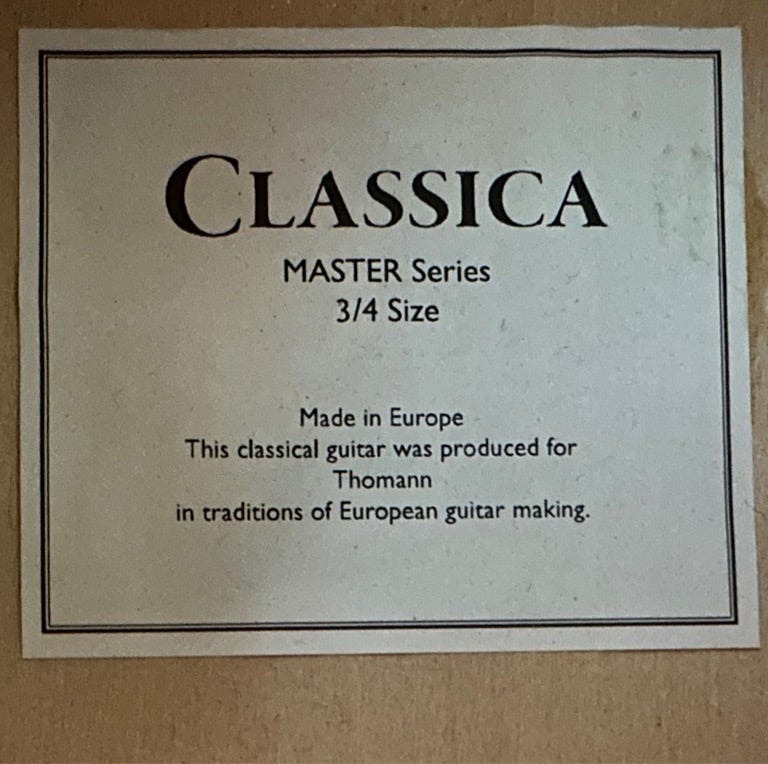 CLASSICA
MASTER Series
3/4 Size
Made in Europe
This classical guitar was produced for
Thomann
in traditions of European guitar making.